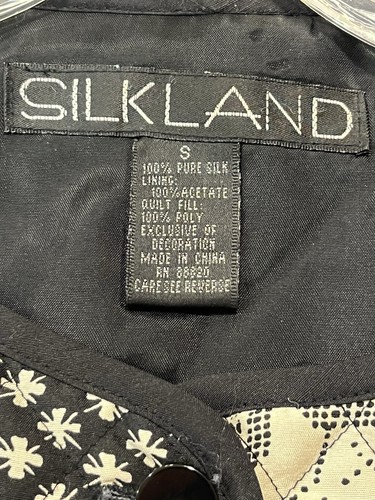 SILKLAND
S
100% PURE SILK
LINING:
100% ACETATE
QUILT FILL:
100% POLY
EXCLUSIVE OF
DECORATION
MADE IN CHINA
RN 88820
CARE SEE REVERSE